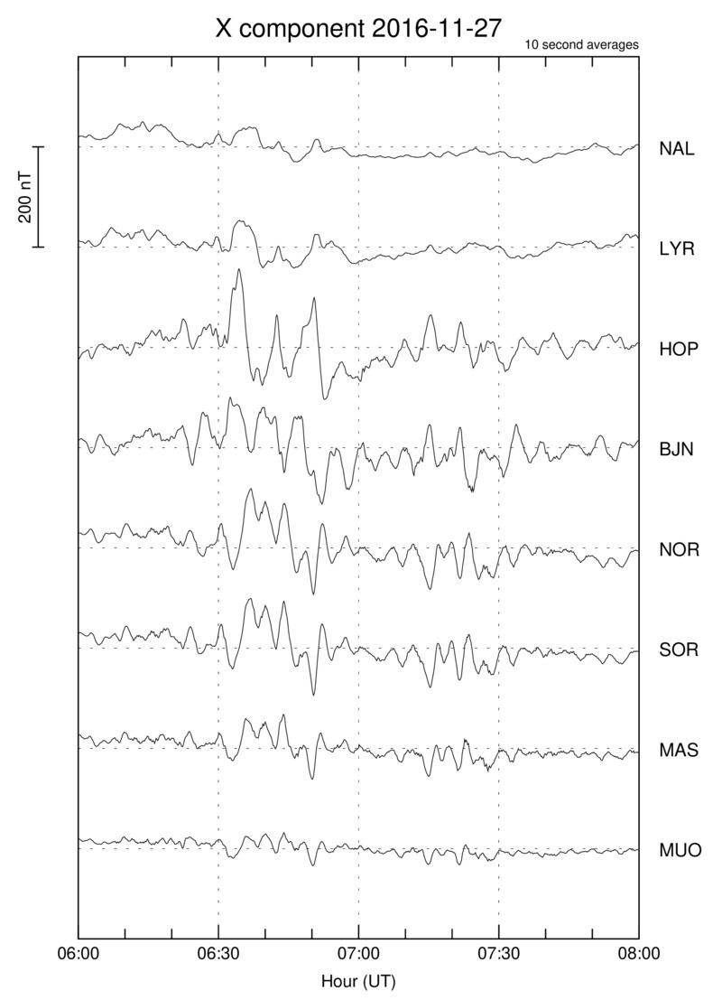 X component 2016-11-27
10 second averages
NAL
200 nT
LYR
HOP
BJN
NOR
SOR
MAS
MUO
06:00 06:30 07:00 07:30 08:00
Hour (UT)